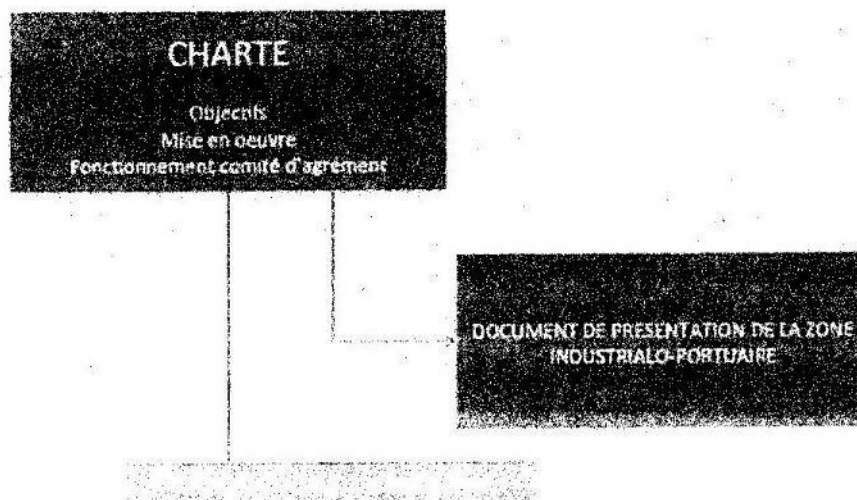 CHARTE
Objectifs
Mise en oeuvre
Fonctionnement comité d'agrément
DOCUMENT DE PRESENTATION DE LA ZONE
INDUSTRIALO-PORTUAIRE